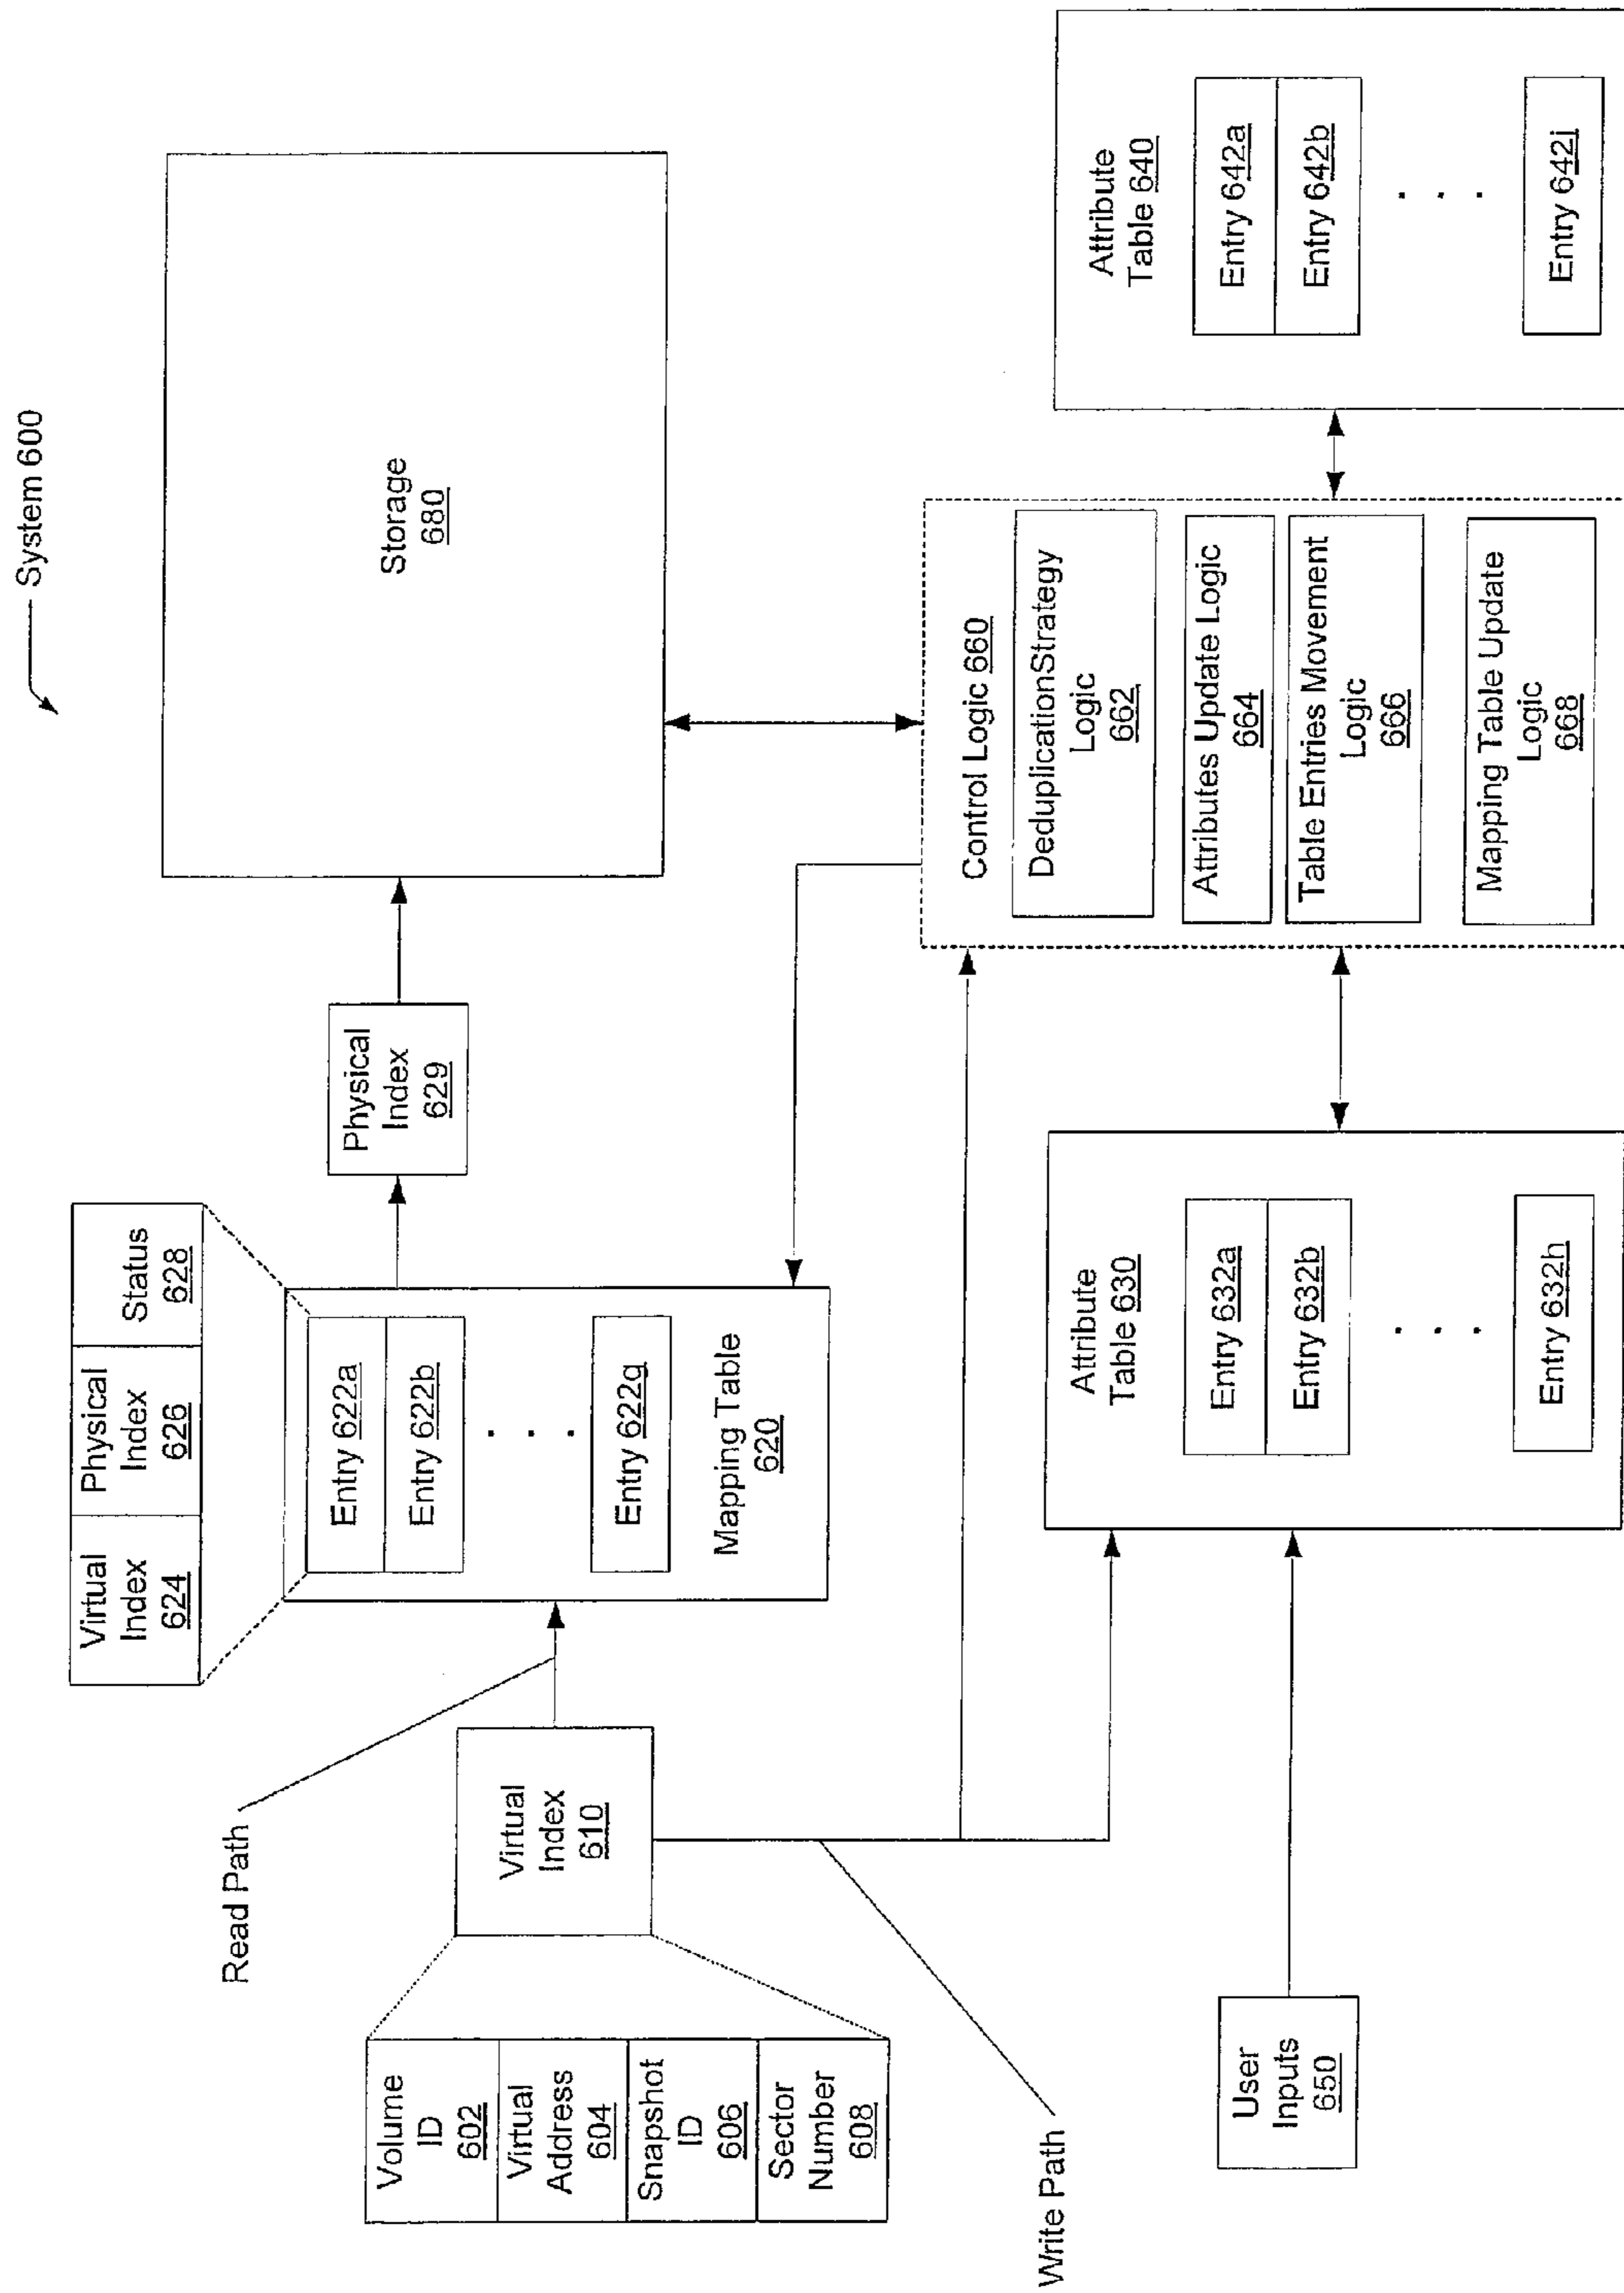 System 600
Virtual
Index
624
Physical
Index
626
Status
628
Read Path
Volume
ID
602
Virtual
Address
604
Snapshot
ID
606
Sector
Number
608
Virtual
Index
610
Entry 622a
Entry 622b
. . .
Entry 622g
Mapping Table
620
Physical
Index
629
Storage
680
Write Path
User
Inputs
650
Attribute
Table 630
Entry 632a
Entry 632b
. . .
Entry 632h
Control Logic 660
DeduplicationStrategy
Logic
662
Attributes Update Logic
664
Table Entries Movement
Logic
666
Mapping Table Update
Logic
668
Attribute
Table 640
Entry 642a
Entry 642b
. . .
Entry 642j